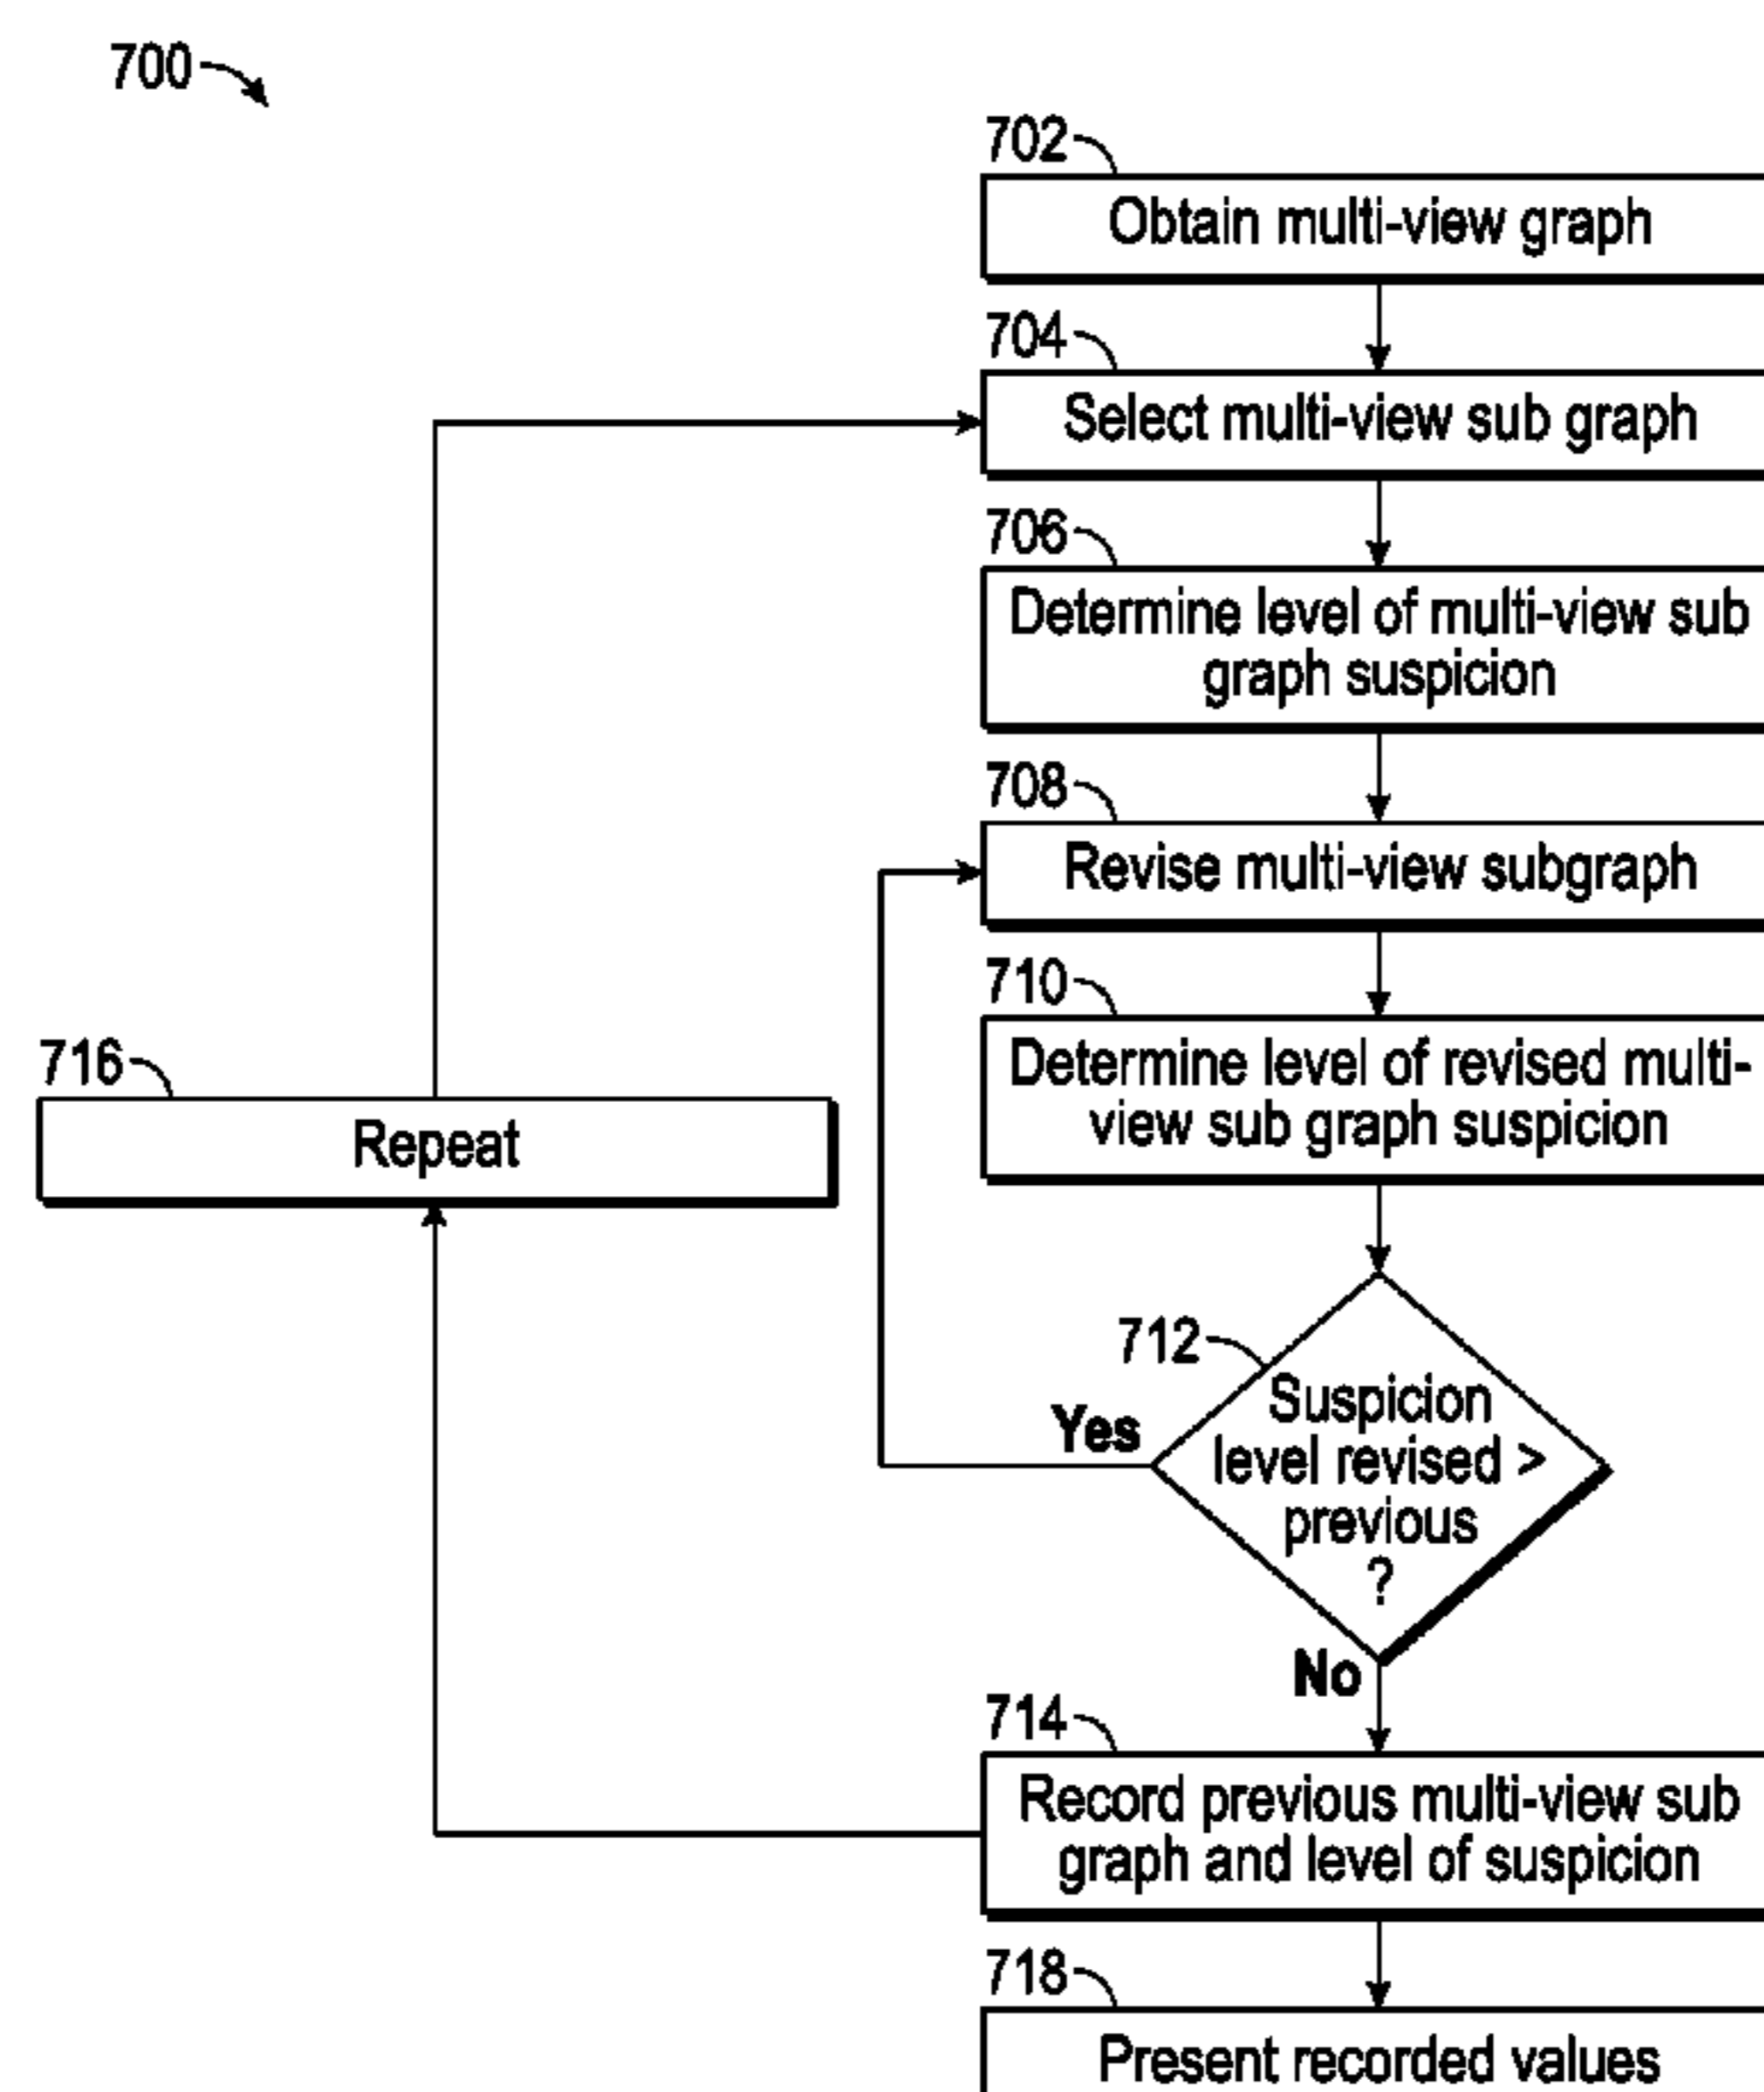 700
702
Obtain multi-view graph
704
Select multi-view sub graph
706
Determine level of multi-view sub
graph suspicion
708
Revise multi-view subgraph
710
Determine level of revised multi-
view sub graph suspicion
716
Repeat
712
Suspicion
level revised >
previous
?
Yes
No
714
Record previous multi-view sub
graph and level of suspicion
718
Present recorded values